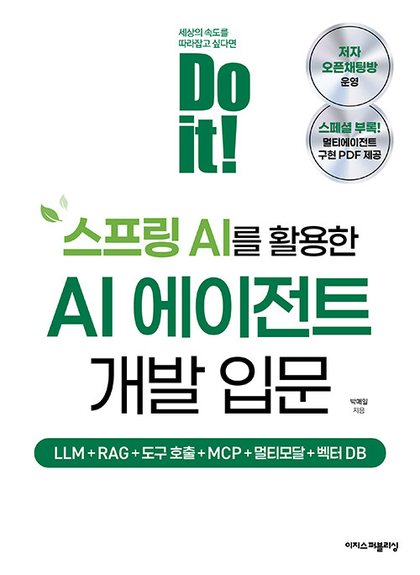 세상의 속도를
따라잡고 싶다면
Do
it!
저자
오픈채팅방
운영
스페셜 부록!
멀티에이전트
구현 PDF 제공
스프링 AI를 활용한
AI 에이전트
개발 입문
박매일
지음
LLM + RAG + 도구 호출 + MCP + 멀티모달 + 벡터 DB
이지스퍼블리싱